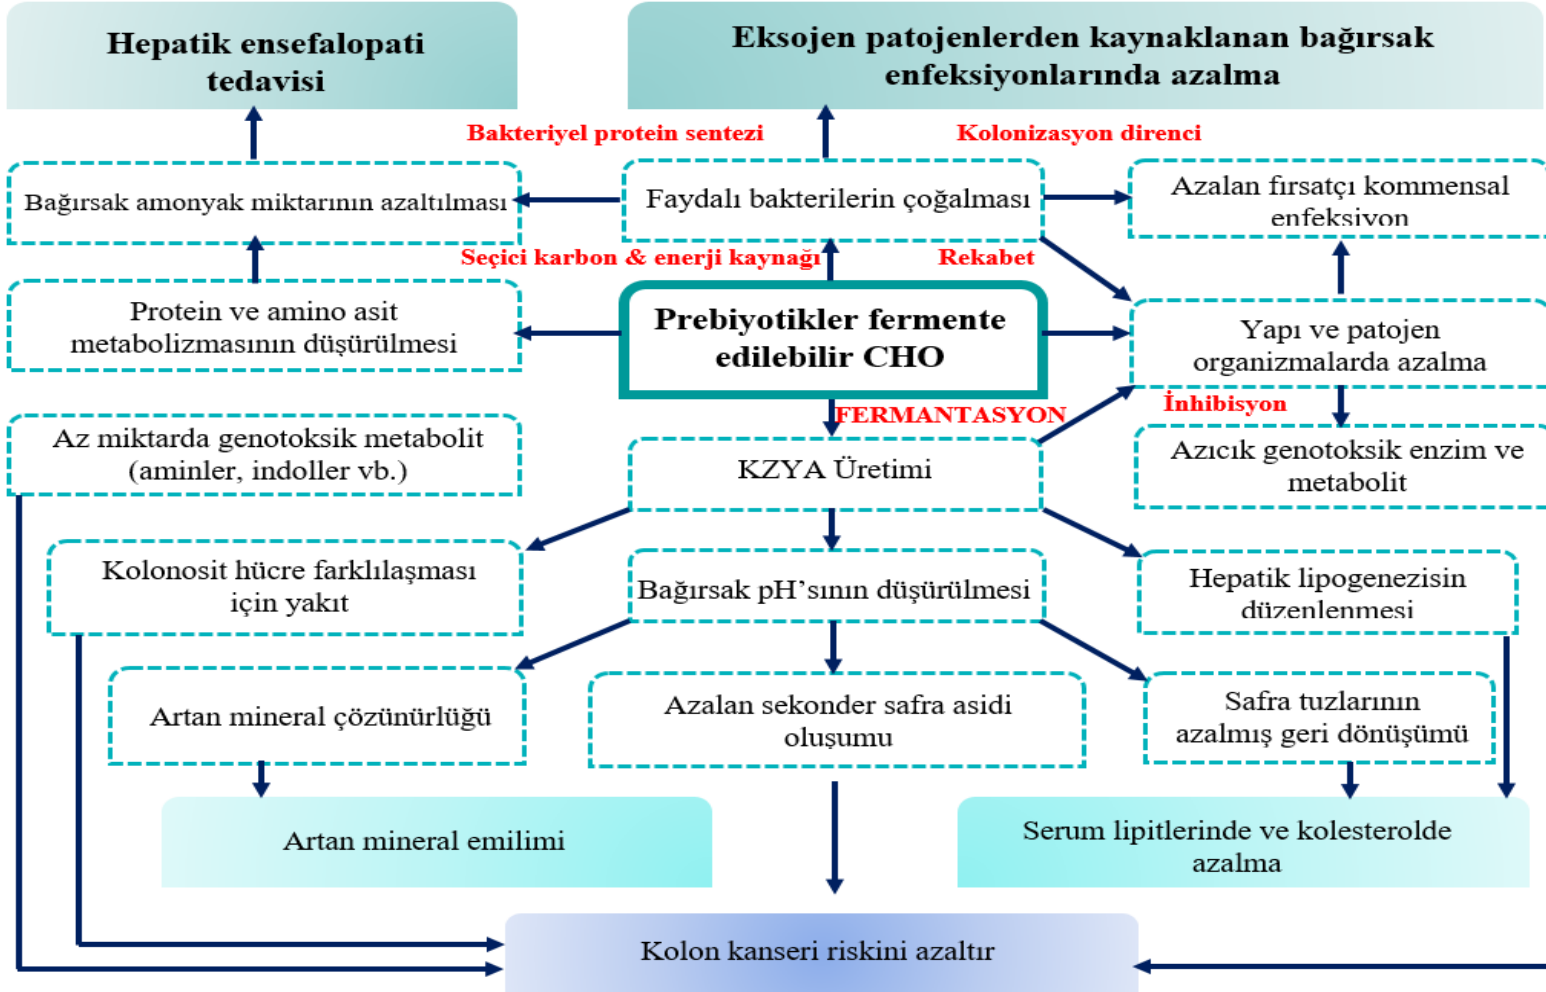 Hepatik ensefalopati
tedavisi
Eksojen patojenlerden kaynaklanan bağırsak
enfeksiyonlarında azalma
Bakteriyel protein sentezi
Kolonizasyon direnci
Bağırsak amonyak miktarının azaltılması
Faydalı bakterilerin çoğalması
Azalan fırsatçı kommensal
enfeksiyon
Seçici karbon & enerji kaynağı
Rekabet
Protein ve amino asit
metabolizmasının düşürülmesi
Prebiyotikler fermente
edilebilir CHO
Yapı ve patojen
organizmalarda azalma
FERMANTASYON
İnhibisyon
Az miktarda genotoksik metabolit
(aminler, indoller vb.)
KZYA Üretimi
Azıcık genotoksik enzim ve
metabolit
Kolonosit hücre farklılaşması
için yakıt
Bağırsak pH’sının düşürülmesi
Hepatik lipogenezisin
düzenlenmesi
Artan mineral çözünürlüğü
Azalan sekonder safra asidi
oluşumu
Safra tuzlarının
azalmış geri dönüşümü
Artan mineral emilimi
Serum lipitlerinde ve kolesterolde
azalma
Kolon kanseri riskini azaltır